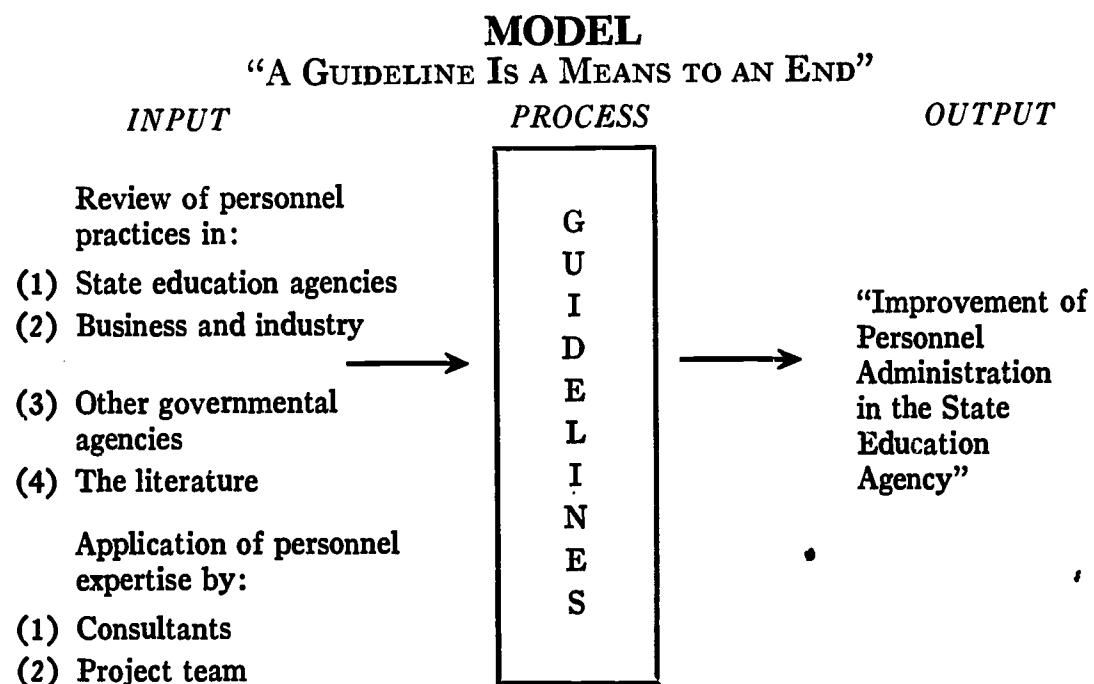 MODEL
“A GUIDELINE IS A MEANS TO AN END”
INPUT
PROCESS
OUTPUT
Review of personnel
practices in:
(1) State education agencies
(2) Business and industry
(3) Other governmental
agencies
(4) The literature
Application of personnel
expertise by:
(1) Consultants
(2) Project team
G
U
I
D
E
L
I
N
E
S
“Improvement of
Personnel
Administration
in the State
Education
Agency”